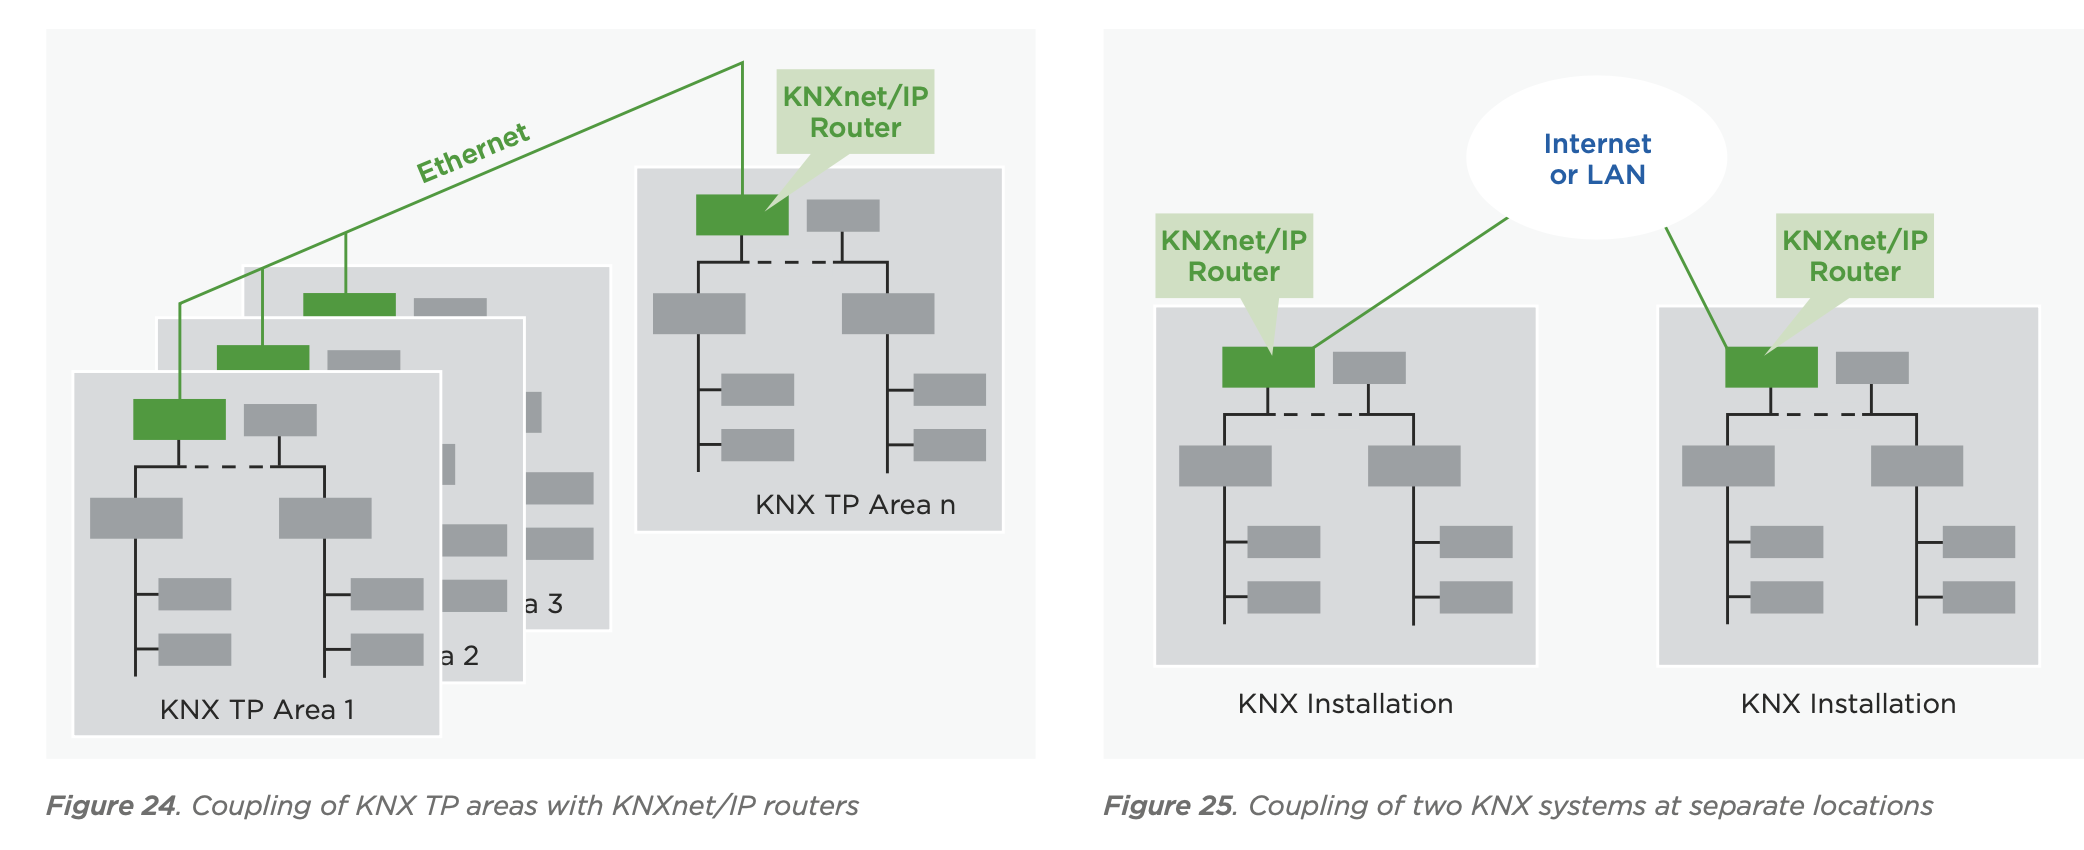 Ethernet
KNXnet/IP
Router
KNX TP Area n
a 3
a 2
KNX TP Area 1
Figure 24. Coupling of KNX TP areas with KNXnet/IP routers
Internet
or LAN
KNXnet/IP
Router
KNXnet/IP
Router
KNX Installation
KNX Installation
Figure 25. Coupling of two KNX systems at separate locations